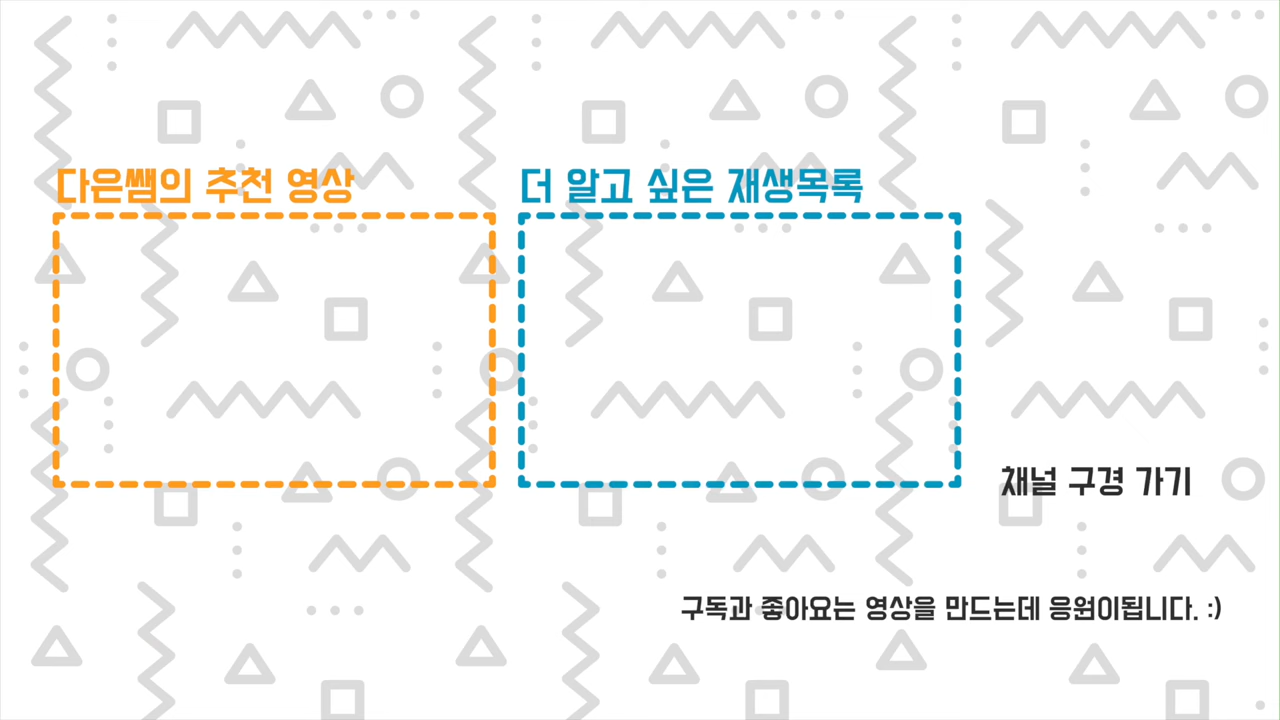 다은쌤의 추천 영상
더 알고 싶은 재생목록
채널 구경 가기
구독과 좋아요는 영상을 만드는데 응원이됩니다. :)